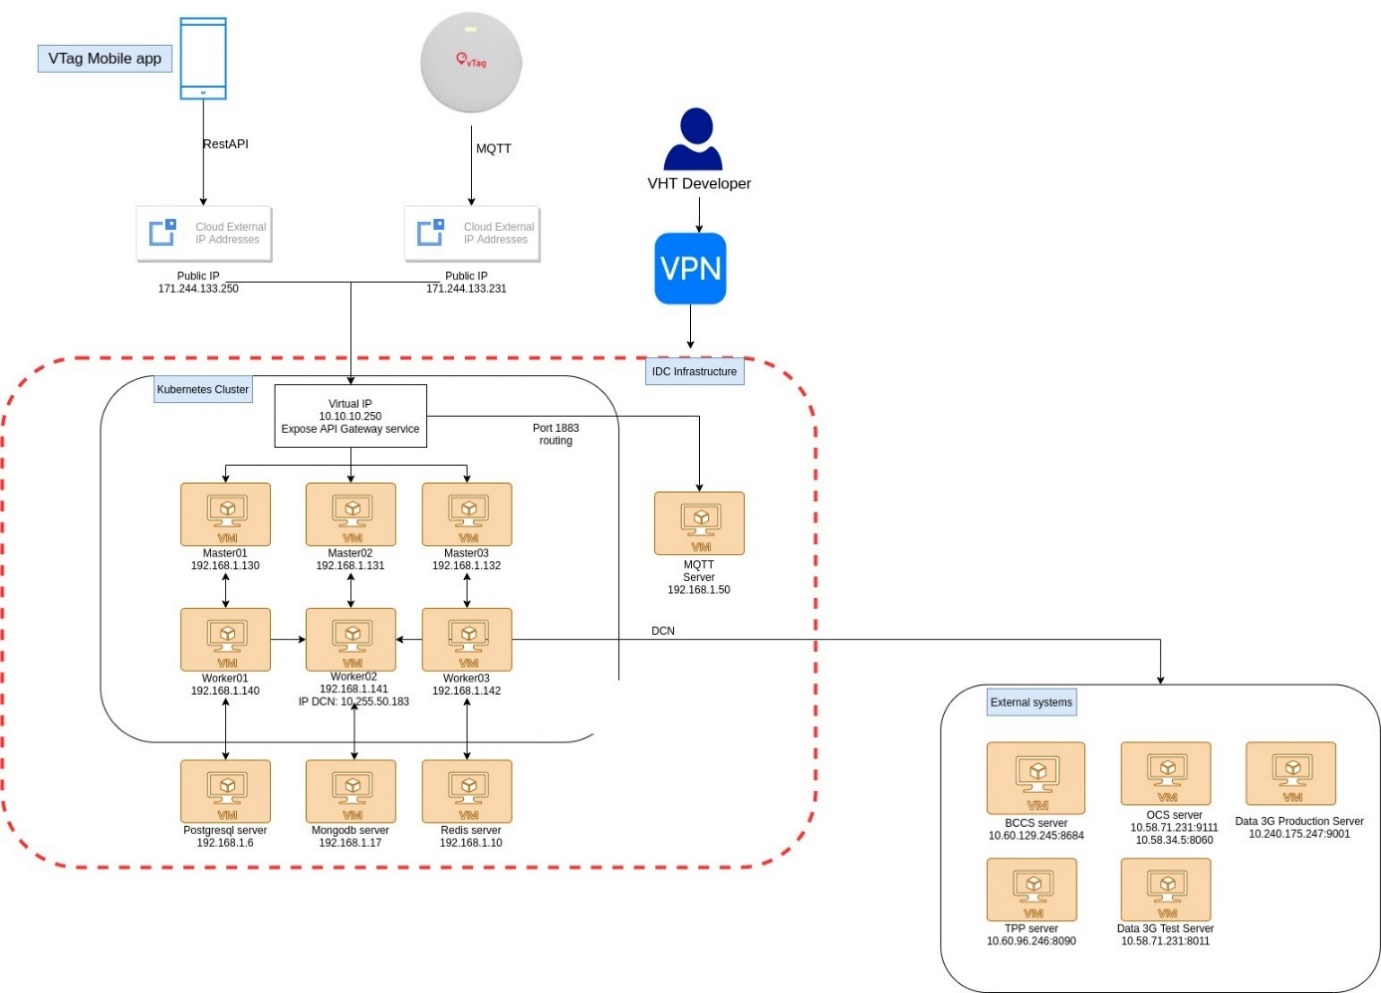 VTag Mobile app
vTag
RestAPI
MQTT
VHT Developer
Cloud External
IP Addresses
Cloud External
IP Addresses
VPN
Public IP
171.244.133.250
Public IP
171.244.133.231
IDC Infrastructure
Kubernetes Cluster
Virtual IP
10.10.10.250
Expose API Gateway service
Port 1883
routing
VM
Master01
192.168.1.130
VM
Master02
192.168.1.131
VM
Master03
192.168.1.132
VM
MQTT
Server
192.168.1.50
VM
Worker01
192.168.1.140
VM
Worker02
192.168.1.141
IP DCN: 10.255.50.183
VM
Worker03
192.168.1.142
DCN
VM
Postgresql server
192.168.1.6
VM
Mongodb server
192.168.1.17
VM
Redis server
192.168.1.10
External systems
VM
BCCS server
10.60.129.245:8684
VM
OCS server
10.58.71.231:9111
10.58.34.5:8060
VM
Data 3G Production Server
10.240.175.247:9001
VM
TPP server
10.60.96.246:8090
VM
Data 3G Test Server
10.58.71.231:8011